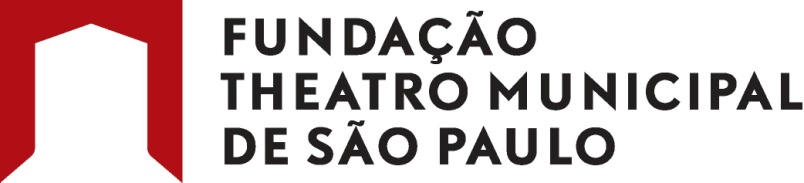 FUNDAÇÃO
THEATRO MUNICIPAL
DE SÃO PAULO